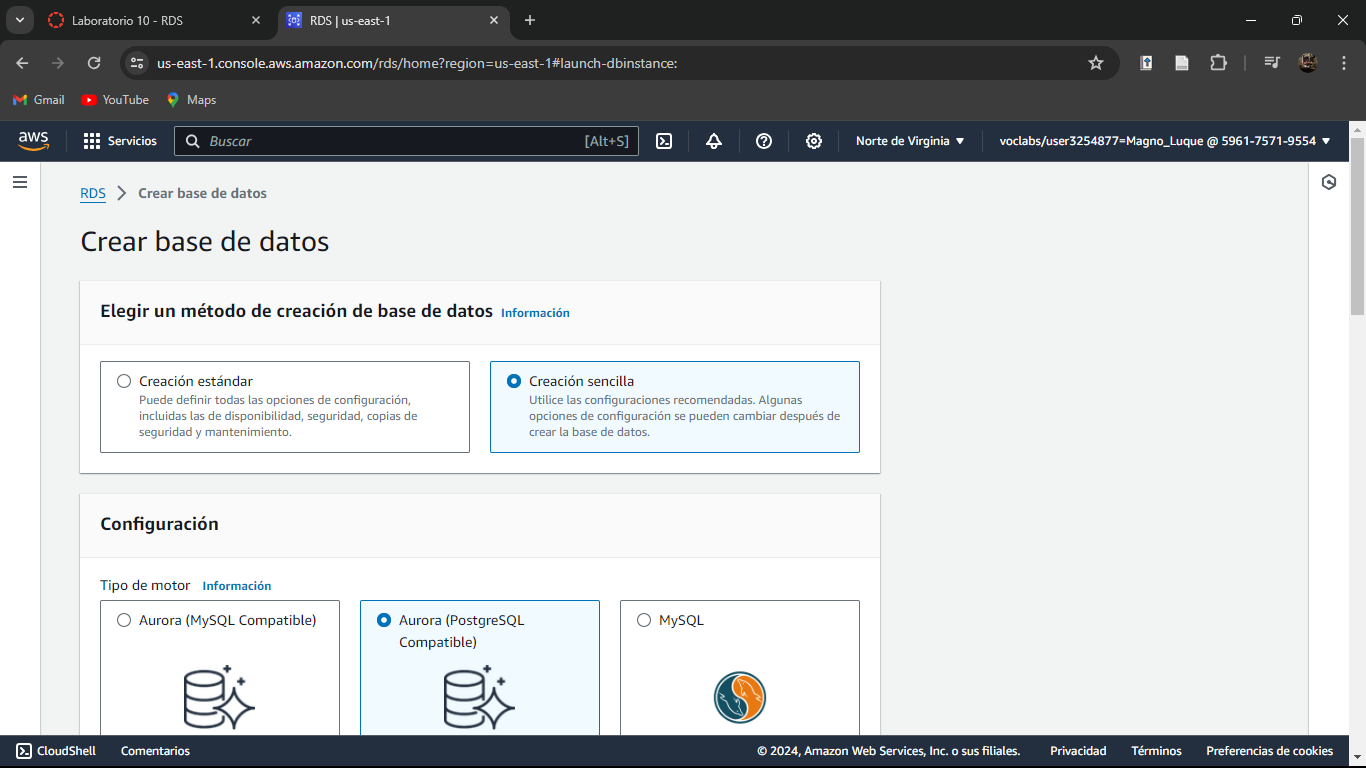 Laboratorio 10 - RDS
RDS | us-east-1
us-east-1.console.aws.amazon.com/rds/home?region=us-east-1#launch-dbinstance:
Gmail
YouTube
Maps
aws
Servicios
Buscar
[Alt+S]
Norte de Virginia
voclabs/user3254877=Magno_Luque @ 5961-7571-9554
RDS
Crear base de datos
Crear base de datos
Elegir un método de creación de base de datos Información
Creación estándar
Puede definir todas las opciones de configuración,
incluidas las de disponibilidad, seguridad, copias de
seguridad y mantenimiento.
Creación sencilla
Utilice las configuraciones recomendadas. Algunas
opciones de configuración se pueden cambiar después de
crear la base de datos.
Configuración
Tipo de motor Información
Aurora (MySQL Compatible)
Aurora (PostgreSQL
Compatible)
MySQL
CloudShell
Comentarios
© 2024, Amazon Web Services, Inc. o sus filiales.
Privacidad
Términos
Preferencias de cookies